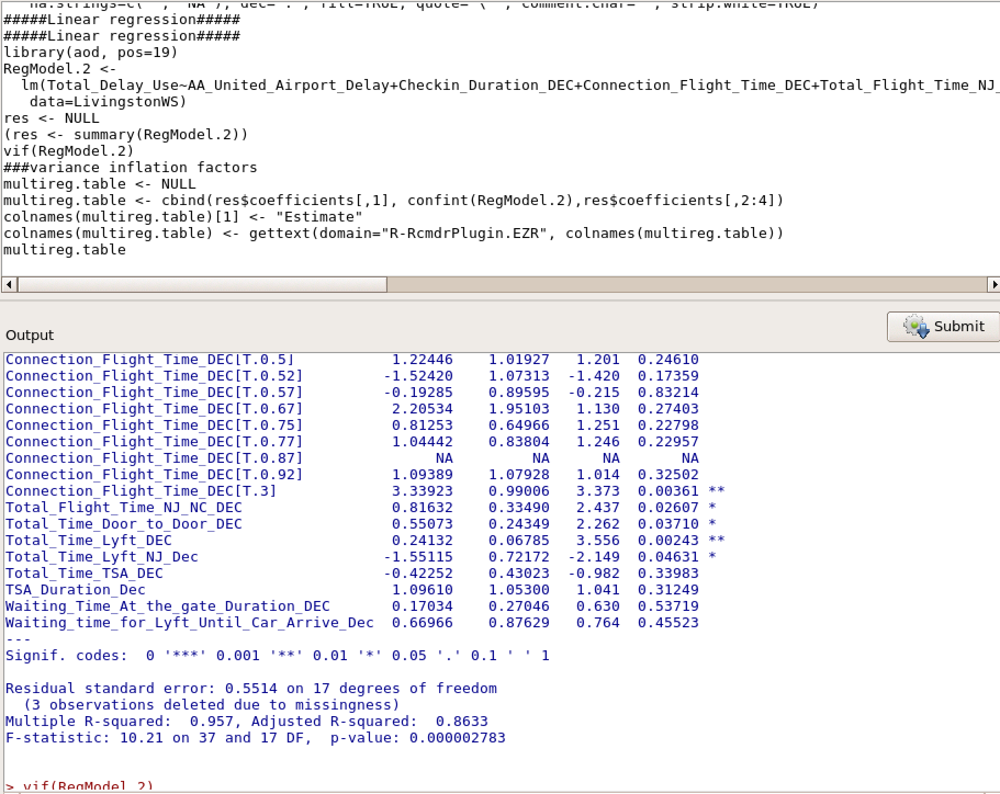 na.strings=c( , "NA"), dec=".", fill=TRUE, quote="\"", comment.char="", strip.white=TRUE)
#####Linear regression#####
#####Linear regression#####
library(aod, pos=19)
RegModel.2 <-
  lm(Total_Delay_Use~AA_United_Airport_Delay+Checkin_Duration_DEC+Connection_Flight_Time_DEC+Total_Flight_Time_NJ_
   data=LivingstonWS)
res <- NULL
(res <- summary(RegModel.2))
vif(RegModel.2)
###variance inflation factors
multireg.table <- NULL
multireg.table <- cbind(res$coefficients[,1], confint(RegModel.2),res$coefficients[,2:4])
colnames(multireg.table)[1] <- "Estimate"
colnames(multireg.table) <- gettext(domain="R-RcmdrPlugin.EZR", colnames(multireg.table))
multireg.table
Submit
Output
Connection_Flight_Time_DEC[T.0.5] 1.22446 1.01927 1.201 0.24610
Connection_Flight_Time_DEC[T.0.52] -1.52420 1.07313 -1.420 0.17359
Connection_Flight_Time_DEC[T.0.57] -0.19285 0.89595 -0.215 0.83214
Connection_Flight_Time_DEC[T.0.67] 2.20534 1.95103 1.130 0.27403
Connection_Flight_Time_DEC[T.0.75] 0.81253 0.64966 1.251 0.22798
Connection_Flight_Time_DEC[T.0.77] 1.04442 0.83804 1.246 0.22957
Connection_Flight_Time_DEC[T.0.87] NA NA NA NA
Connection_Flight_Time_DEC[T.0.92] 1.09389 1.07928 1.014 0.32502
Connection_Flight_Time_DEC[T.3] 3.33923 0.99006 3.373 0.00361 **
Total_Flight_Time_NJ_NC_DEC 0.81632 0.33490 2.437 0.02607 *
Total_Time_Door_to_Door_DEC 0.55073 0.24349 2.262 0.03710 *
Total_Time_Lyft_DEC 0.24132 0.06785 3.556 0.00243 **
Total_Time_Lyft_NJ_Dec -1.55115 0.72172 -2.149 0.04631 *
Total_Time_TSA_DEC -0.42252 0.43023 -0.982 0.33983
TSA_Duration_Dec 1.09610 1.05300 1.041 0.31249
Waiting_Time_At_the_gate_Duration_DEC 0.17034 0.27046 0.630 0.53719
Waiting_time_for_Lyft_Until_Car_Arrive_Dec 0.66966 0.87629 0.764 0.45523
---
Signif. codes:  0 '***' 0.001 '**' 0.01 '*' 0.05 '.' 0.1 ' ' 1
Residual standard error: 0.5514 on 17 degrees of freedom
  (3 observations deleted due to missingness)
Multiple R-squared:  0.957, Adjusted R-squared:  0.8633
F-statistic: 10.21 on 37 and 17 DF,  p-value: 0.000002783
> vif(RegModel.2)